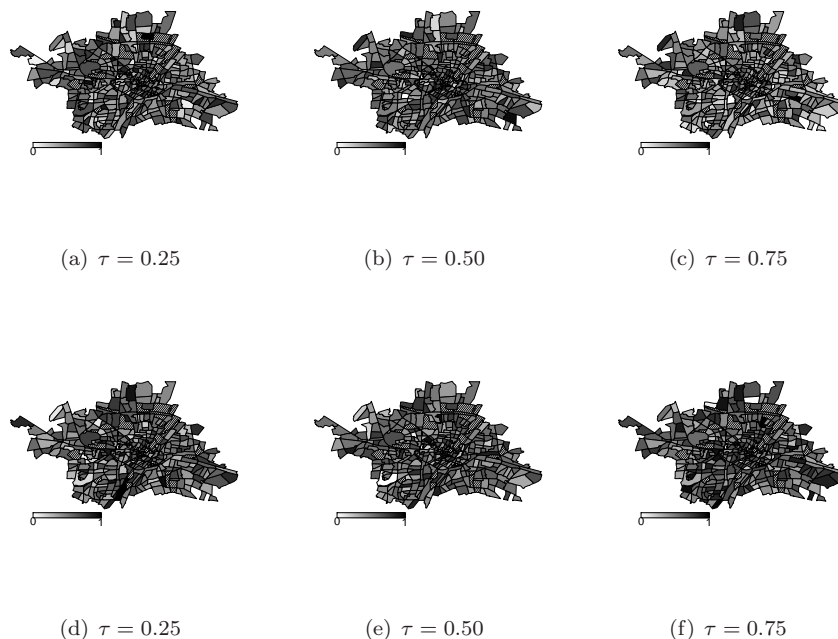 0 1 0 1 0 1
(a) τ = 0.25 (b) τ = 0.50 (c) τ = 0.75
0 1 0 1 0 1
(d) τ = 0.25 (e) τ = 0.50 (f) τ = 0.75